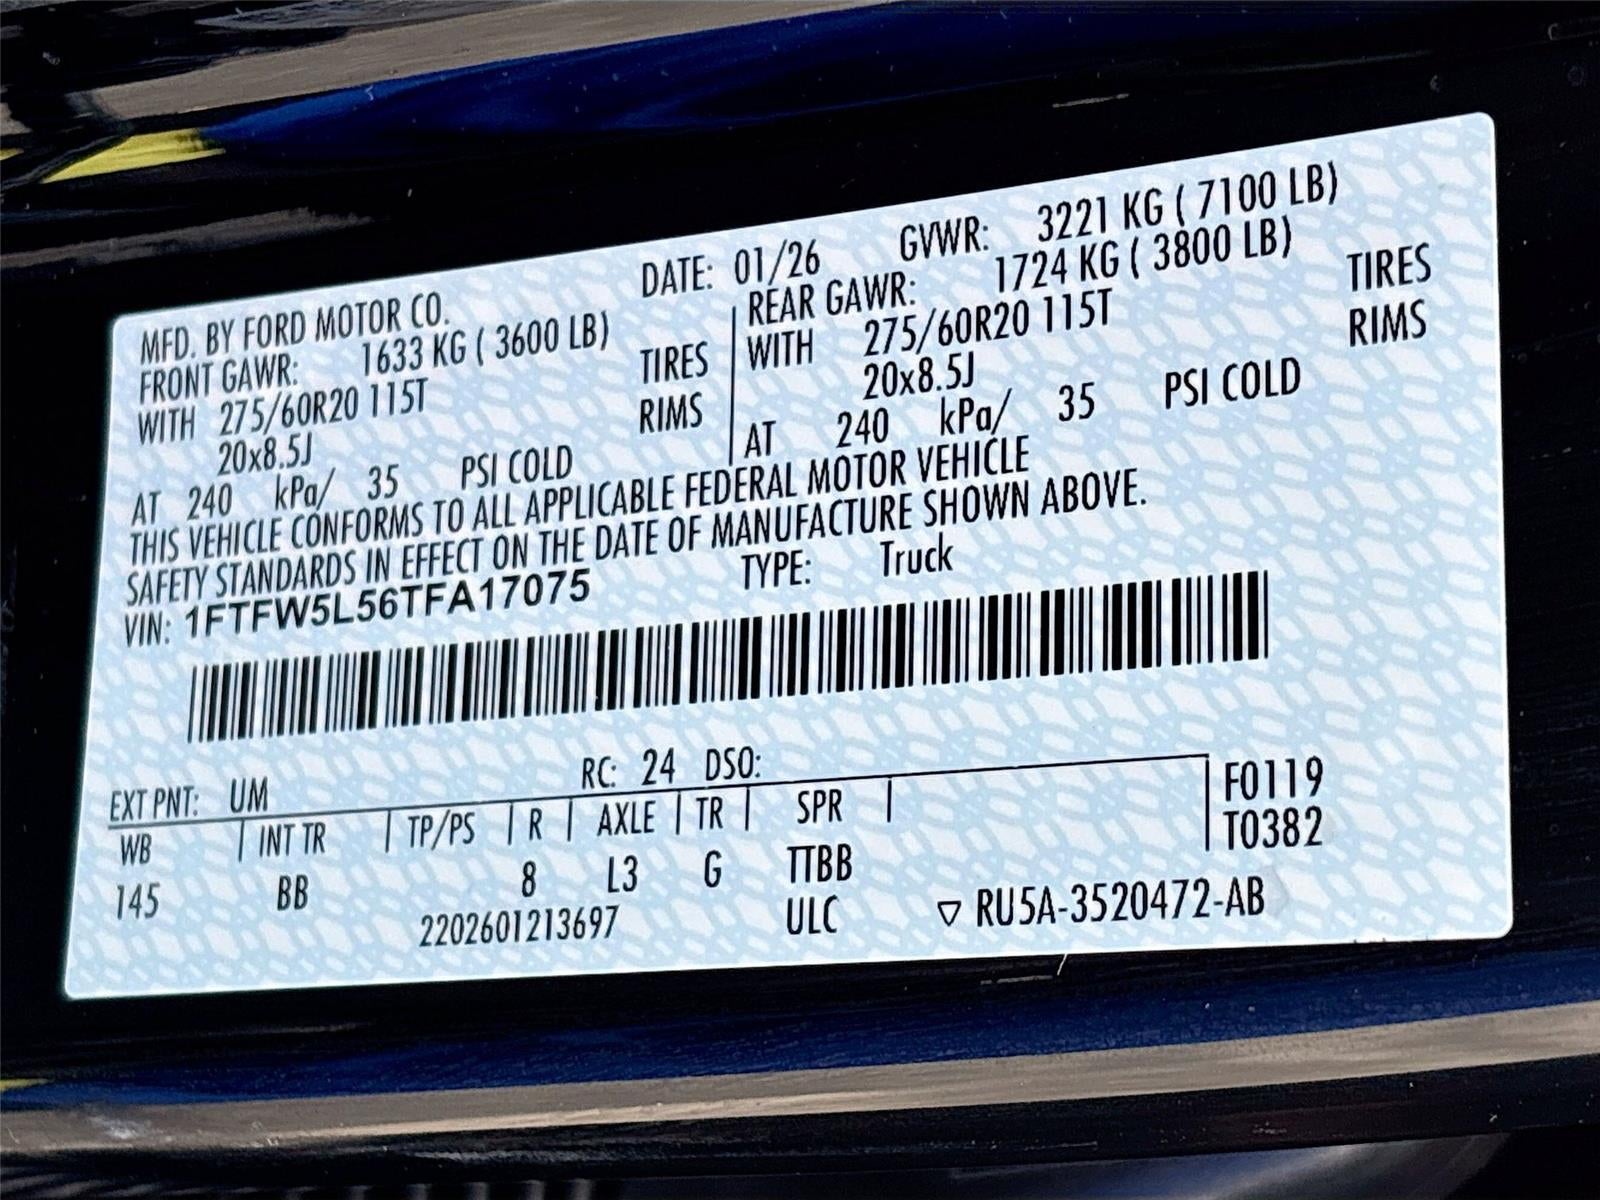 MFD. BY FORD MOTOR CO. DATE: 01/26 GVWR: 3221 KG ( 7100 LB)
FRONT GAWR: 1633 KG ( 3600 LB) REAR GAWR: 1724 KG ( 3800 LB)
WITH 275/60R20 115T TIRES WITH 275/60R20 115T TIRES
20x8.5J RIMS 20x8.5J RIMS
AT 240 kPa/ 35 PSI COLD AT 240 kPa/ 35 PSI COLD
THIS VEHICLE CONFORMS TO ALL APPLICABLE FEDERAL MOTOR VEHICLE
SAFETY STANDARDS IN EFFECT ON THE DATE OF MANUFACTURE SHOWN ABOVE.
VIN: 1FTFW5L56TFA17075 TYPE: Truck
EXT PNT: UM RC: 24 DSO: F0119
WB INT TR TP/PS R AXLE TR SPR T0382
145 BB 8 L3 G TTBB
2202601213697 ULC ▽ RU5A-3520472-AB